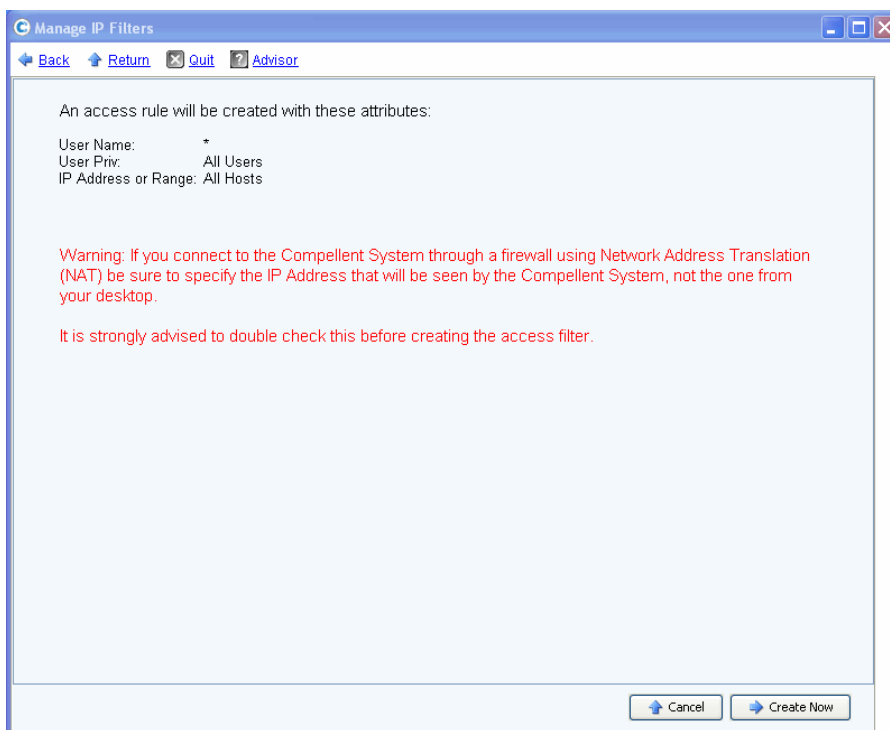 Manage IP Filters
Back Return Quit Advisor
An access rule will be created with these attributes:
User Name: *
User Priv: All Users
IP Address or Range: All Hosts
Warning: If you connect to the Compellent System through a firewall using Network Address Translation
(NAT) be sure to specify the IP Address that will be seen by the Compellent System, not the one from
your desktop.
It is strongly advised to double check this before creating the access filter.
Cancel Create Now